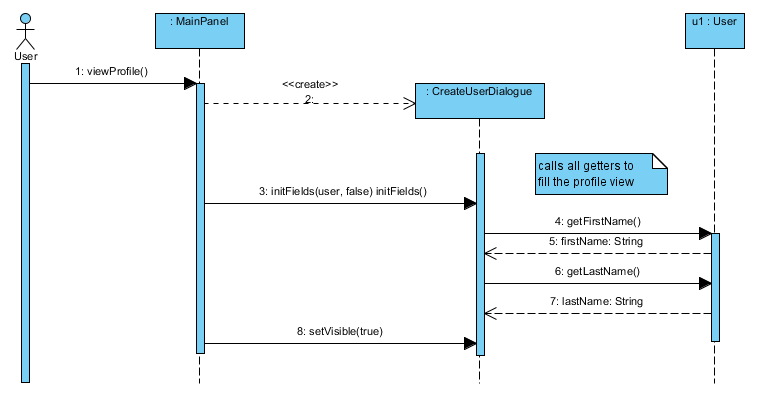 : MainPanel
u1 : User
User
1: viewProfile()
<<create>>
2:
: CreateUserDialogue
calls all getters to
fill the profile view
3: initFields(user, false) initFields()
4: getFirstName()
5: firstName: String
6: getLastName()
7: lastName: String
8: setVisible(true)